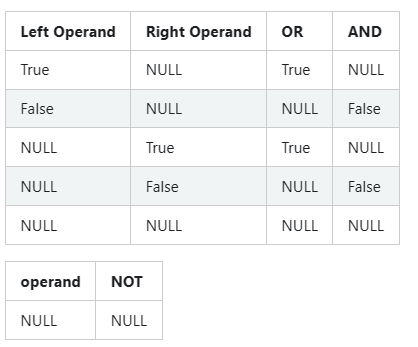 Left Operand Right Operand OR AND
True NULL True NULL
False NULL NULL False
NULL True True NULL
NULL False NULL False
NULL NULL NULL NULL
operand NOT
NULL NULL